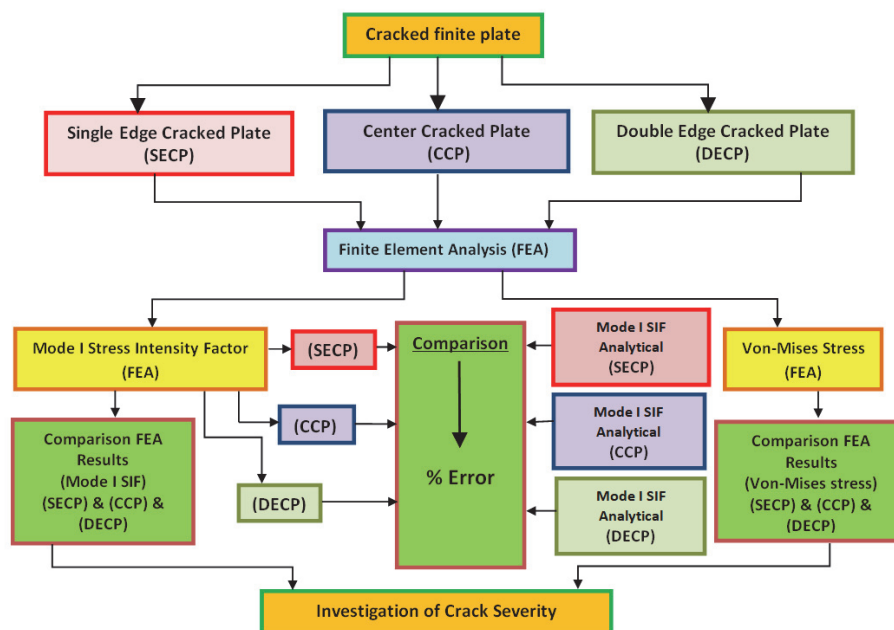 Cracked finite plate
Single Edge Cracked Plate
(SECP)
Center Cracked Plate
(CCP)
Double Edge Cracked Plate
(DECP)
Finite Element Analysis (FEA)
Mode I Stress Intensity Factor
(FEA)
(SECP)
(CCP)
(DECP)
Comparison
% Error
Mode I SIF
Analytical
(SECP)
Mode I SIF
Analytical
(CCP)
Mode I SIF
Analytical
(DECP)
Von-Mises Stress
(FEA)
Comparison FEA
Results
(Mode I SIF)
(SECP) & (CCP) &
(DECP)
Comparison FEA
Results
(Von-Mises stress)
(SECP) & (CCP) &
(DECP)
Investigation of Crack Severity